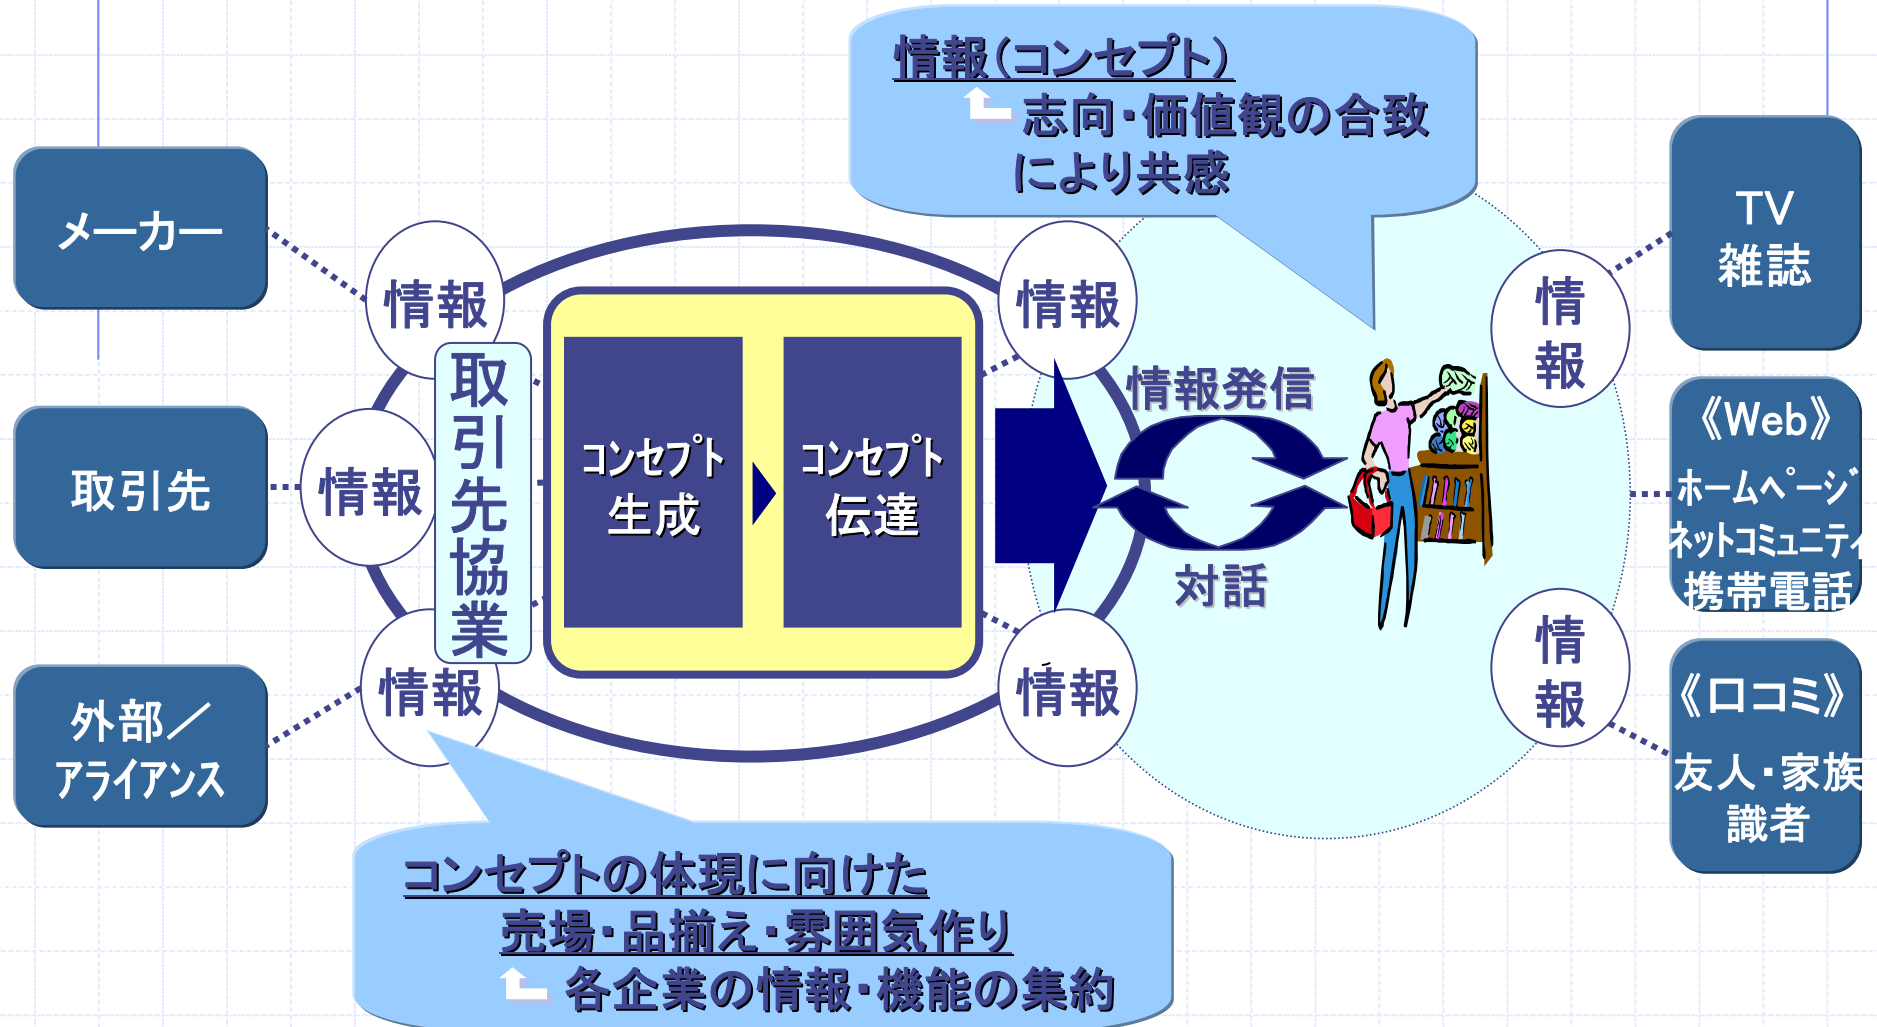 情報（コンセプト）
志向・価値観の合致
により共感
メーカー
取引先
外部／
アライアンス
情報
情報
情報
取引先協業
コンセプト
生成
コンセプト
伝達
情報
情報
情報発信
対話
情報
情報
TV
雑誌
《Web》
ホームページ
ネットコミュニティ
携帯電話
《口コミ》
友人・家族
識者
コンセプトの体現に向けた
売場・品揃え・雰囲気作り
各企業の情報・機能の集約